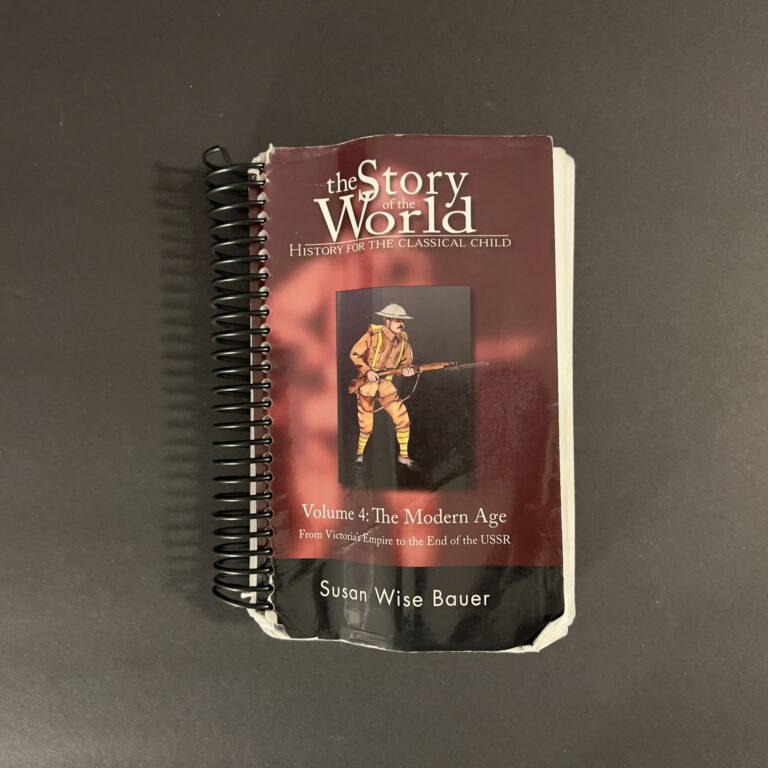 the Story
of the
World
HISTORY FOR THE CLASSICAL CHILD
Volume 4: The Modern Age
From Victoria's Empire to the End of the USSR
Susan Wise Bauer